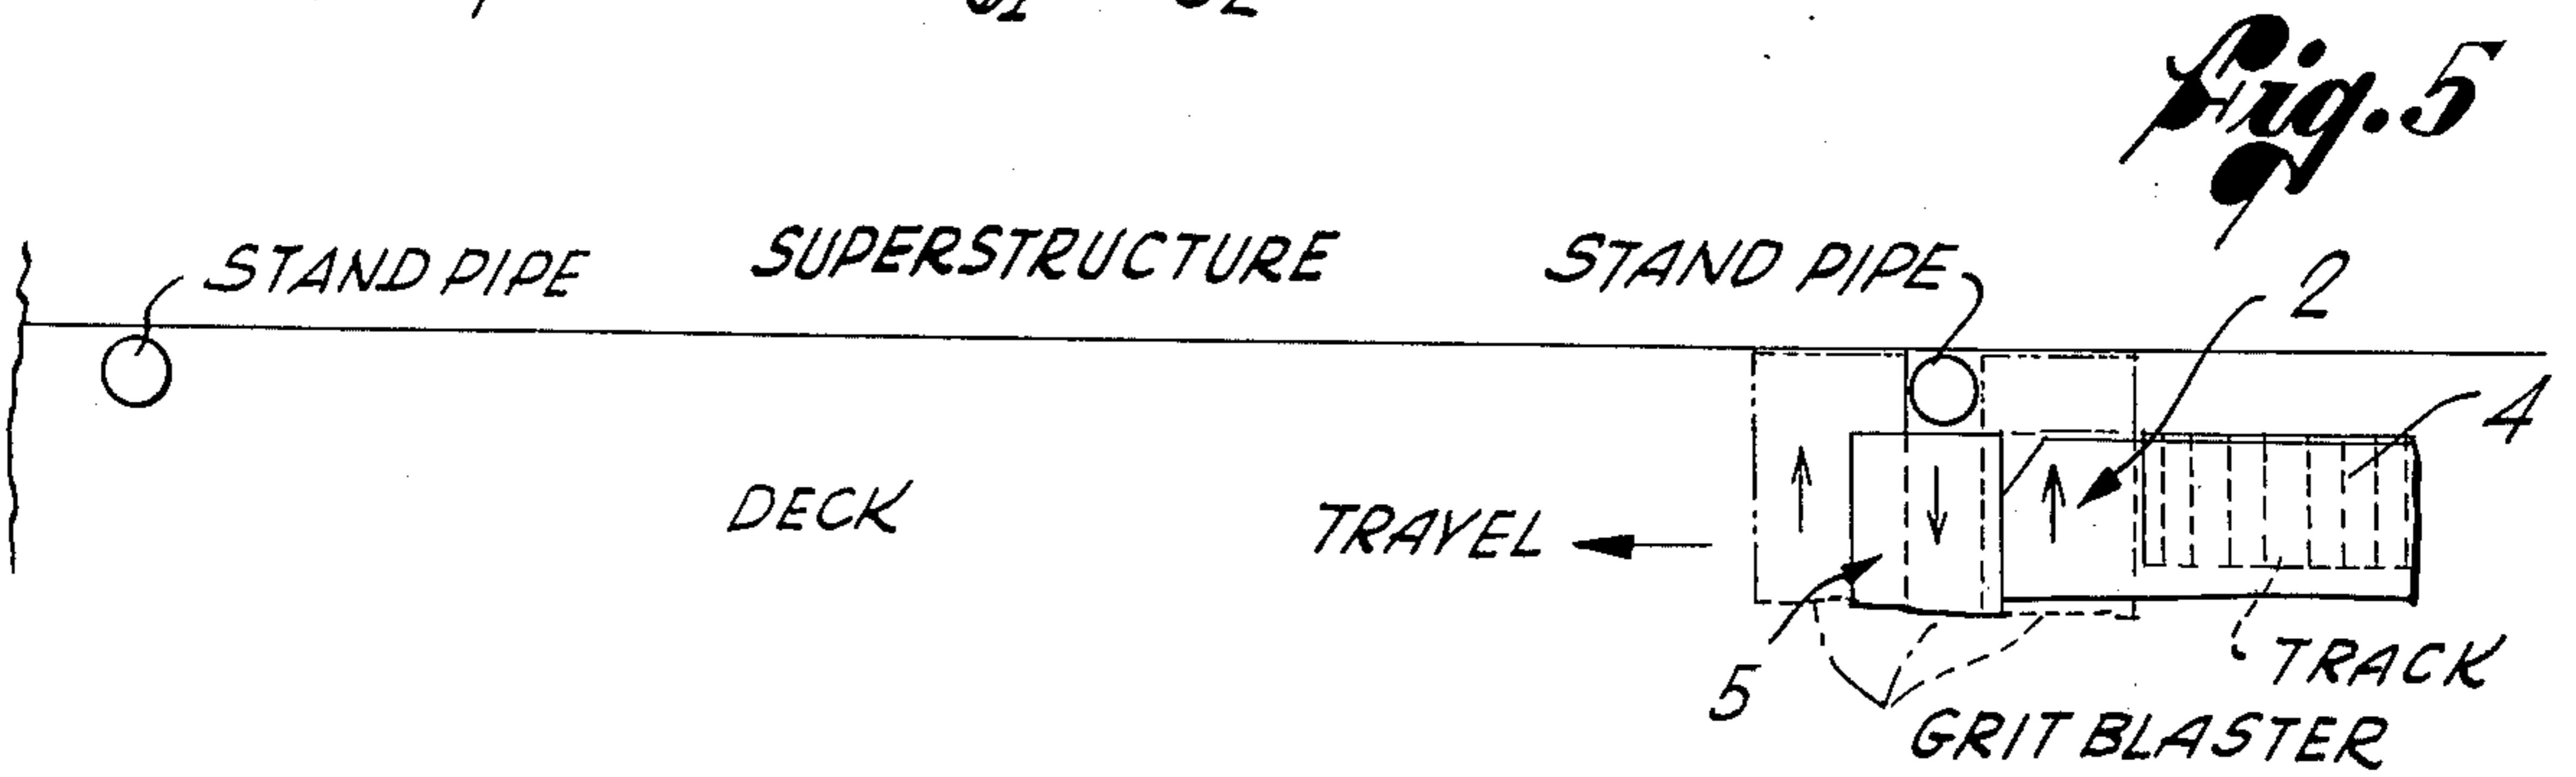 Fig. 5
STAND PIPE
SUPERSTRUCTURE
STAND PIPE
2
4
DECK
TRAVEL
5
TRACK
GRIT BLASTER